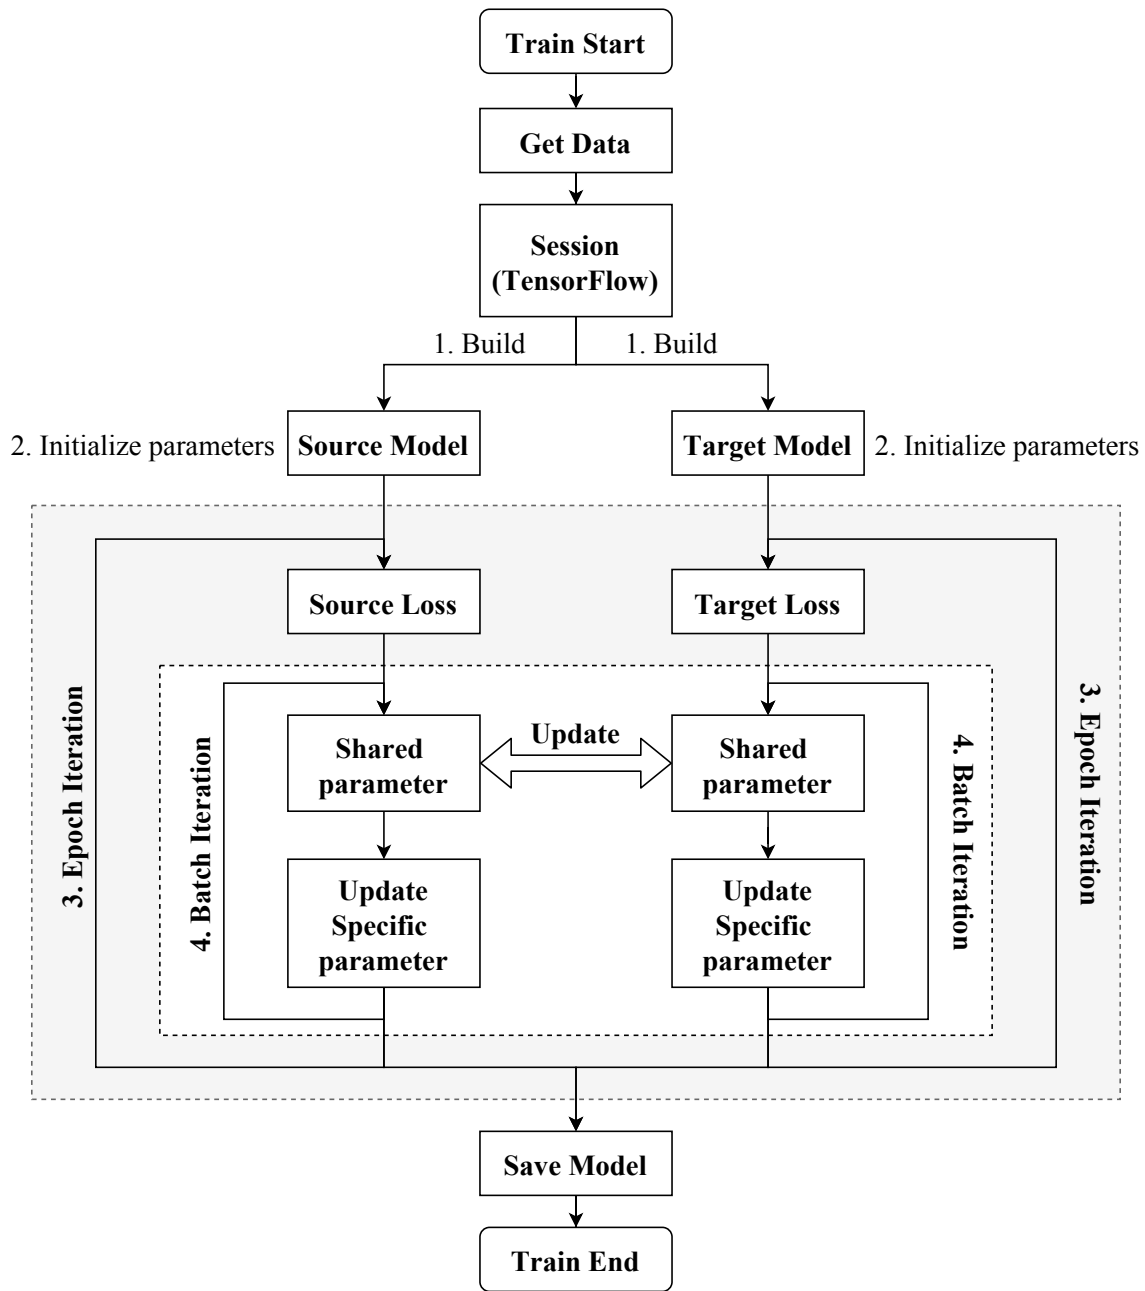 Train Start
Get Data
Session
(TensorFlow)
1. Build
1. Build
2. Initialize parameters
Source Model
Target Model
2. Initialize parameters
Source Loss
Target Loss
3. Epoch Iteration
4. Batch Iteration
Shared
parameter
Update
Shared
parameter
4. Batch Iteration
3. Epoch Iteration
Update
Specific
parameter
Update
Specific
parameter
Save Model
Train End